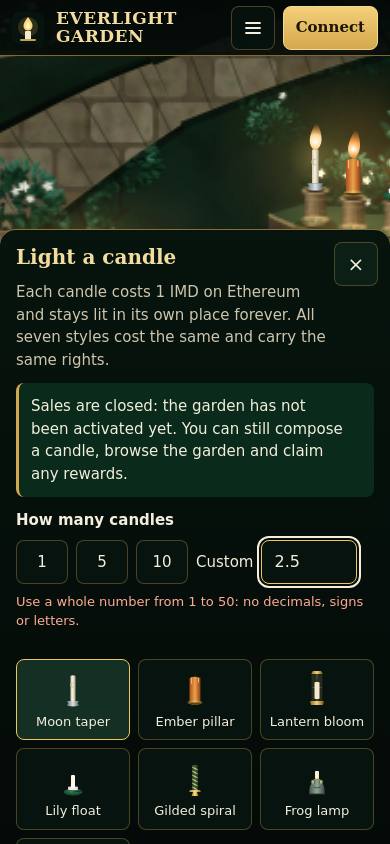 EVERLIGHT
GARDEN
Connect
Light a candle
Each candle costs 1 IMD on Ethereum
and stays lit in its own place forever. All
seven styles cost the same and carry the
same rights.
Sales are closed: the garden has not
been activated yet. You can still compose
a candle, browse the garden and claim
any rewards.
How many candles
1 5 10 Custom 2.5
Use a whole number from 1 to 50: no decimals, signs
or letters.
Moon taper Ember pillar Lantern bloom
Lily float Gilded spiral Frog lamp